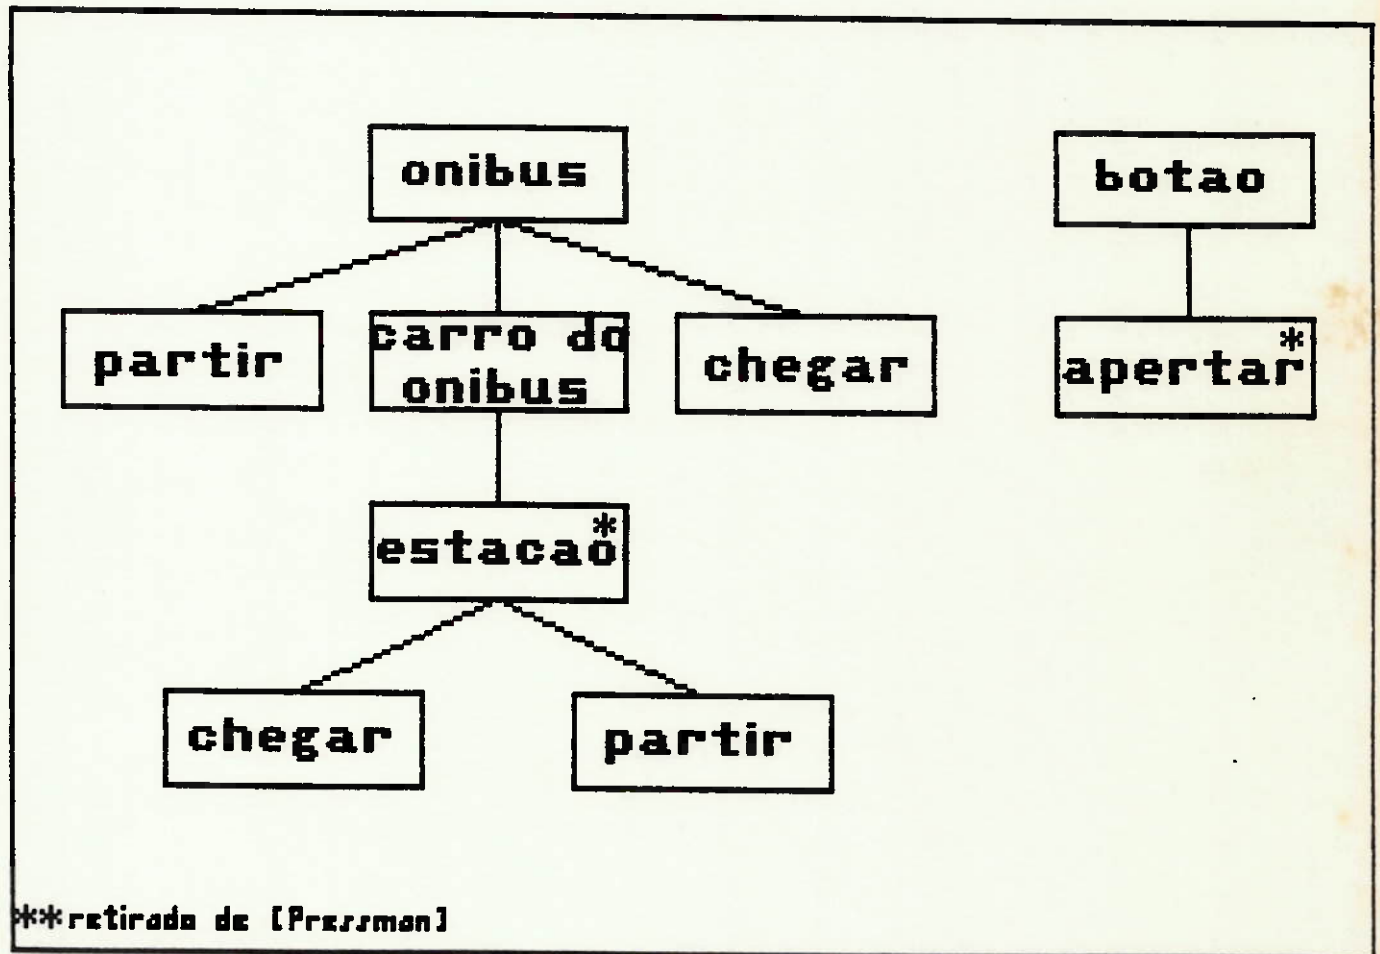 onibus
botao
partir
carro do
onibus
chegar
apertar*
estacao*
chegar
partir
**retirado de [Pressman]